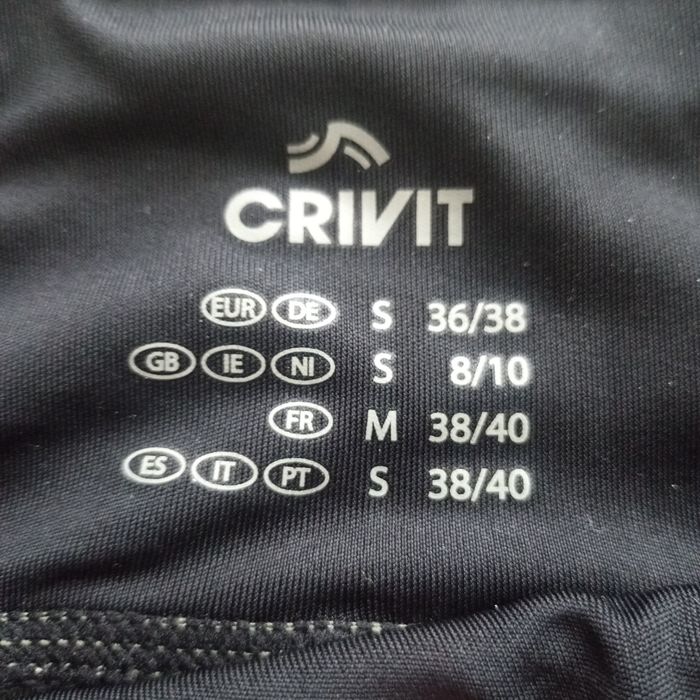 CRIVIT
EUR DE S 36/38
GB IE NI S 8/10
FR M 38/40
ES IT PT S 38/40